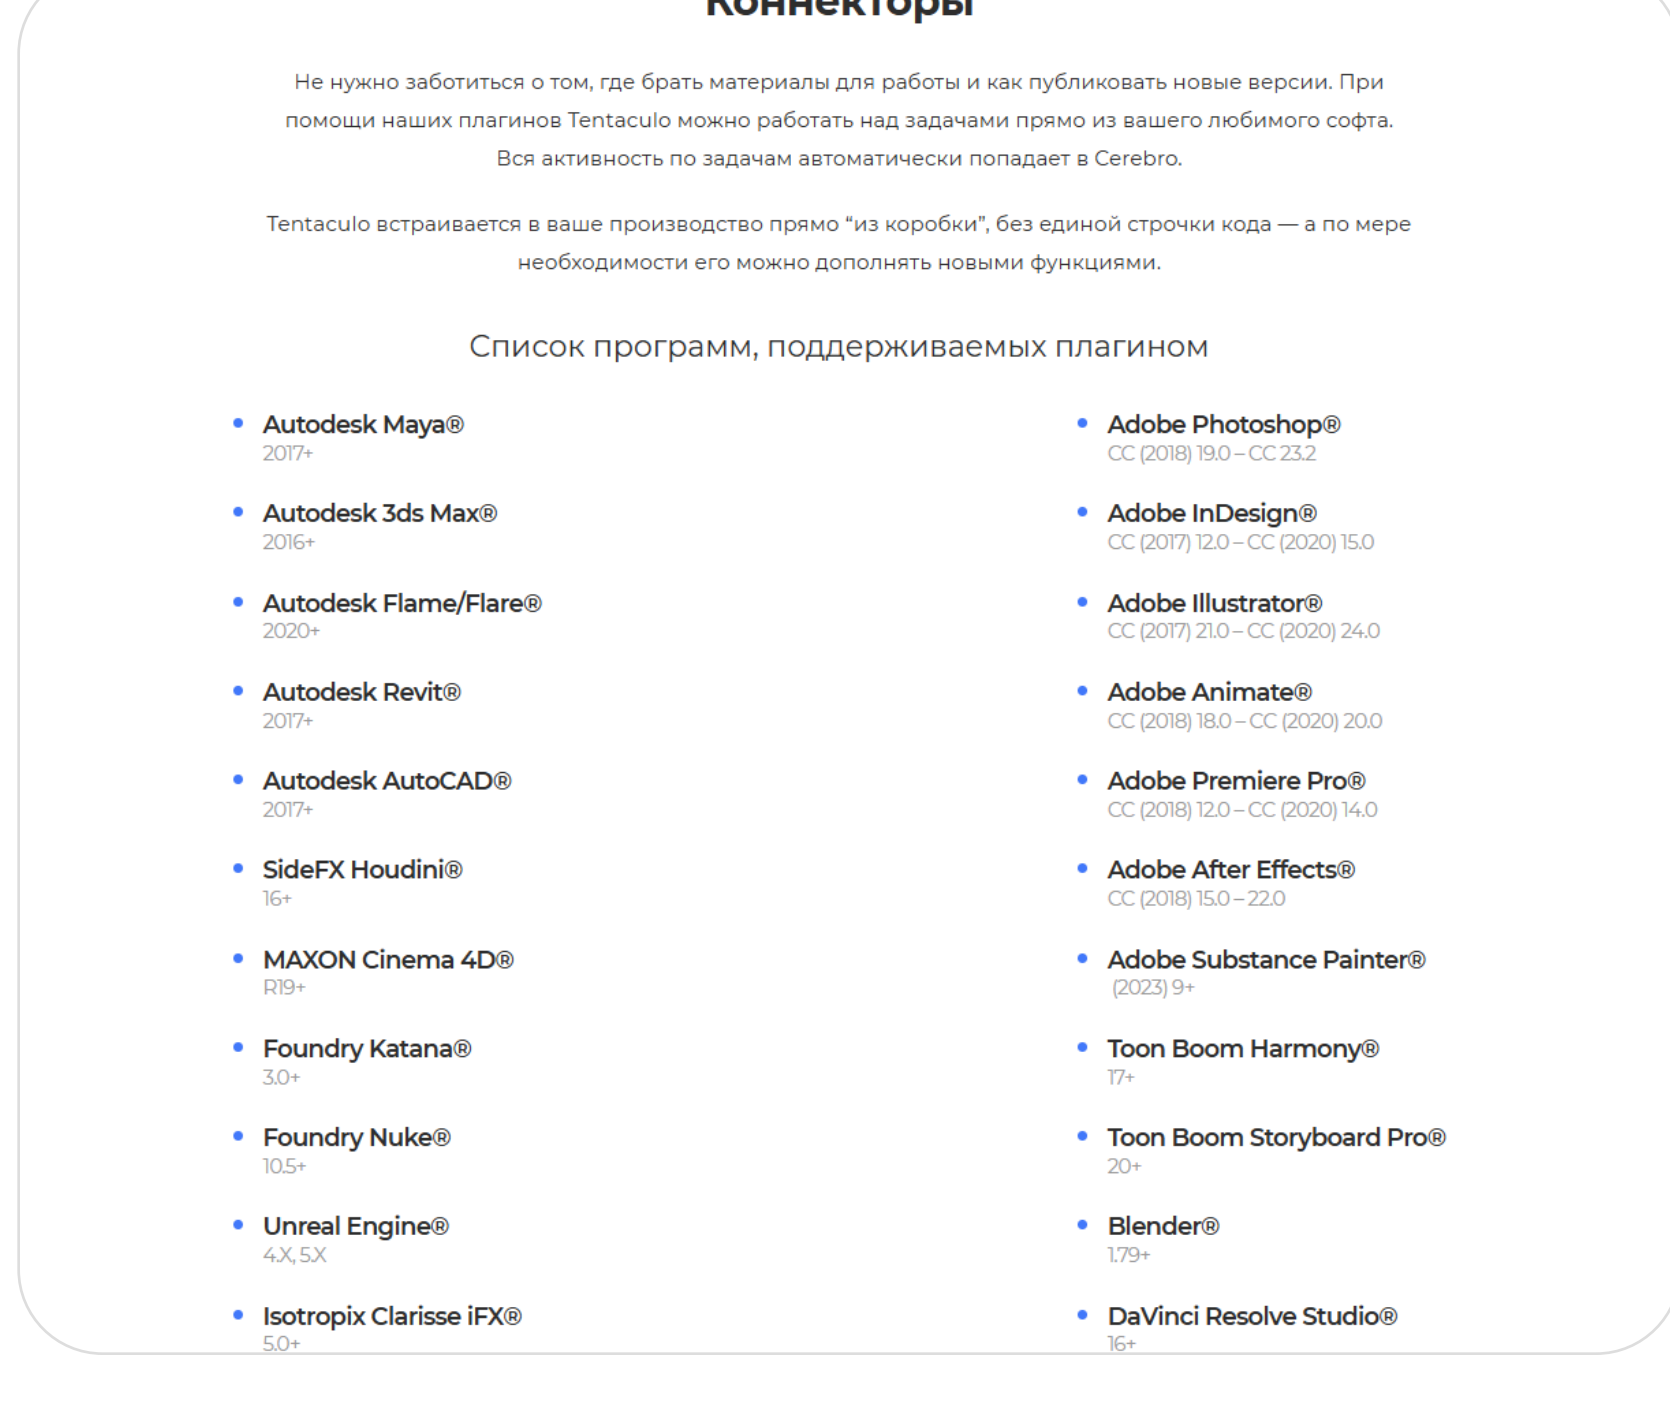 Коннекторы
Не нужно заботиться о том, где брать материалы для работы и как публиковать новые версии. При
помощи наших плагинов Tentaculo можно работать над задачами прямо из вашего любимого софта.
Вся активность по задачам автоматически попадает в Cerebro.
Tentaculo встраивается в ваше производство прямо “из коробки”, без единой строчки кода — а по мере
необходимости его можно дополнять новыми функциями.
Список программ, поддерживаемых плагином
Autodesk Maya®
2017+
Autodesk 3ds Max®
2016+
Autodesk Flame/Flare®
2020+
Autodesk Revit®
2017+
Autodesk AutoCAD®
2017+
SideFX Houdini®
16+
MAXON Cinema 4D®
R19+
Foundry Katana®
3.0+
Foundry Nuke®
10.5+
Unreal Engine®
4.X, 5.X
Isotropix Clarisse iFX®
5.0+
Adobe Photoshop®
CC (2018) 19.0 – CC 23.2
Adobe InDesign®
CC (2017) 12.0 – CC (2020) 15.0
Adobe Illustrator®
CC (2017) 21.0 – CC (2020) 24.0
Adobe Animate®
CC (2018) 18.0 – CC (2020) 20.0
Adobe Premiere Pro®
CC (2018) 12.0 – CC (2020) 14.0
Adobe After Effects®
CC (2018) 15.0 – 22.0
Adobe Substance Painter®
(2023) 9+
Toon Boom Harmony®
17+
Toon Boom Storyboard Pro®
20+
Blender®
1.79+
DaVinci Resolve Studio®
16+